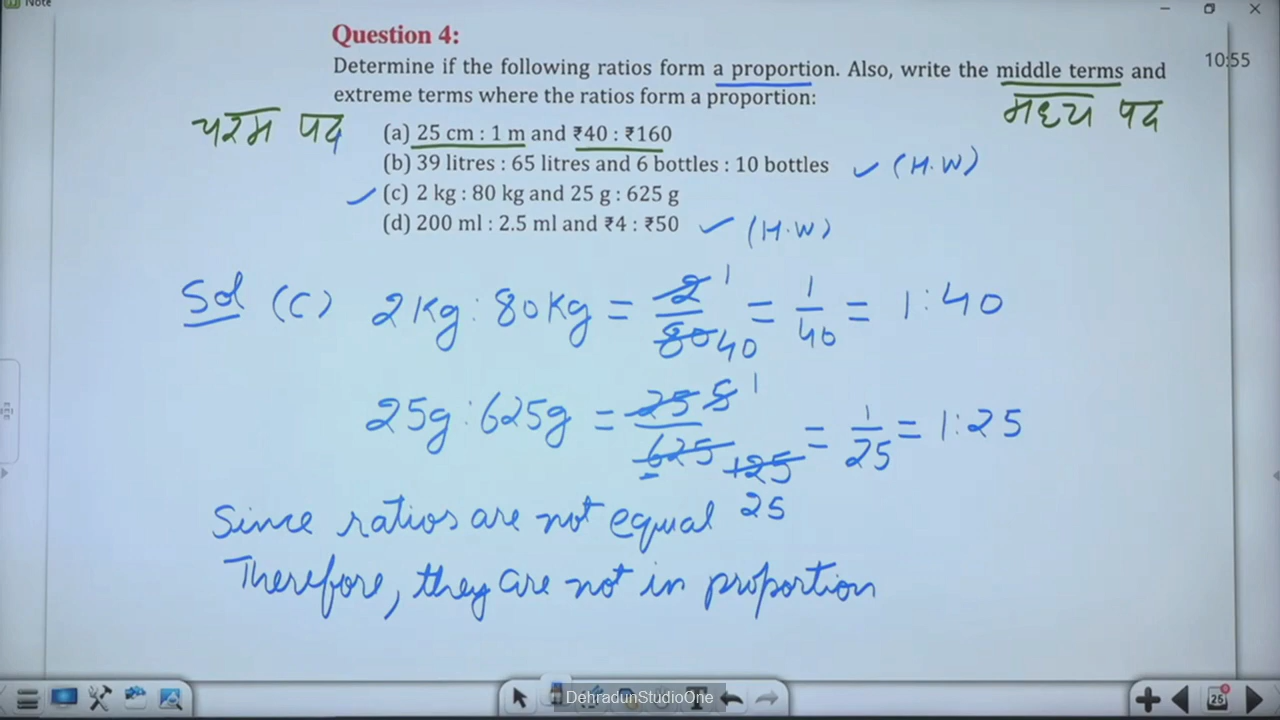 Note
Question 4:
10:55
Determine if the following ratios form a proportion. Also, write the middle terms and
extreme terms where the ratios form a proportion:
चरम पद
मध्य पद
(a) 25 cm : 1 m and ₹40 : ₹160
(b) 39 litres : 65 litres and 6 bottles : 10 bottles ✓ (H.W)
✓ (c) 2 kg : 80 kg and 25 g : 625 g
(d) 200 ml : 2.5 ml and ₹4 : ₹50 ✓ (H.W)
Sol (C) 2Kg : 80Kg = 2 1/80 40 = 1/40 = 1:40
25g : 625g = 25 5 1/625 125 25 = 1/25 = 1:25
Since ratios are not equal
Therefore, they are not in proportion
DehradunStudioOne
25